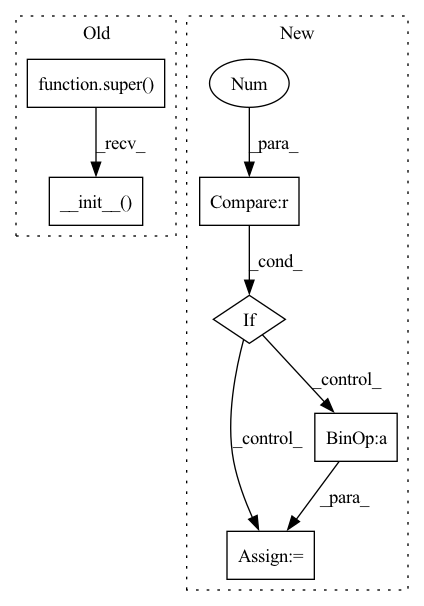 Old
New
function.super()
Num
_recv_
_para_
__init__()
Compare:r
_cond_
If
_control_
_control_
BinOp:a
_para_
Assign:=